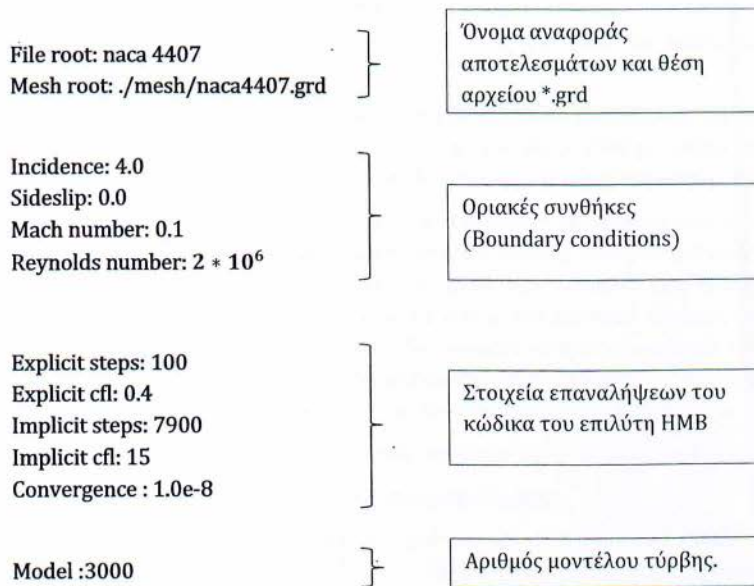 File root: naca 4407
Mesh root: ./mesh/naca4407.grd
Όνομα αναφοράς
αποτελεσμάτων και θέση
αρχείου *.grd
Incidence: 4.0
Sideslip: 0.0
Mach number: 0.1
Reynolds number: 2 * 10⁶
Οριακές συνθήκες
(Boundary conditions)
Explicit steps: 100
Explicit cfl: 0.4
Implicit steps: 7900
Implicit cfl: 15
Convergence : 1.0e-8
Στοιχεία επαναλήψεων του
κώδικα του επιλύτη HMB
Model :3000
Αριθμός μοντέλου τύρβης.